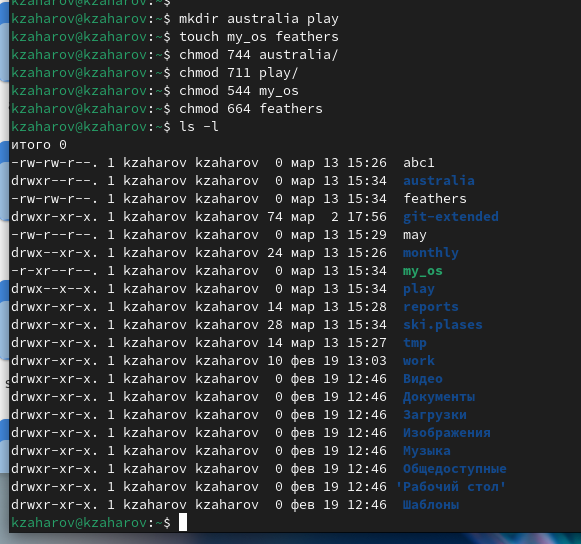 kzaharov@kzaharov:~$
kzaharov@kzaharov:~$ mkdir australia play
kzaharov@kzaharov:~$ touch my_os feathers
kzaharov@kzaharov:~$ chmod 744 australia/
kzaharov@kzaharov:~$ chmod 711 play/
kzaharov@kzaharov:~$ chmod 544 my_os
kzaharov@kzaharov:~$ chmod 664 feathers
kzaharov@kzaharov:~$ ls -l
итого 0
-rw-rw-r--. 1 kzaharov kzaharov  0 мар 13 15:26  abc1
drwxr--r--. 1 kzaharov kzaharov  0 мар 13 15:34  australia
-rw-rw-r--. 1 kzaharov kzaharov  0 мар 13 15:34  feathers
drwxr-xr-x. 1 kzaharov kzaharov 74 мар  2 17:56  git-extended
-rw-r--r--. 1 kzaharov kzaharov  0 мар 13 15:29  may
drwx--xr-x. 1 kzaharov kzaharov 24 мар 13 15:26  monthly
-r-xr--r--. 1 kzaharov kzaharov  0 мар 13 15:34  my_os
drwx--x--x. 1 kzaharov kzaharov  0 мар 13 15:34  play
drwxr-xr-x. 1 kzaharov kzaharov 14 мар 13 15:28  reports
drwxr-xr-x. 1 kzaharov kzaharov 28 мар 13 15:34  ski.plases
drwxr-xr-x. 1 kzaharov kzaharov 14 мар 13 15:27  tmp
drwxr-xr-x. 1 kzaharov kzaharov 10 фев 19 13:03  work
drwxr-xr-x. 1 kzaharov kzaharov  0 фев 19 12:46  Видео
drwxr-xr-x. 1 kzaharov kzaharov  0 фев 19 12:46  Документы
drwxr-xr-x. 1 kzaharov kzaharov  0 фев 19 12:46  Загрузки
drwxr-xr-x. 1 kzaharov kzaharov  0 фев 19 12:46  Изображения
drwxr-xr-x. 1 kzaharov kzaharov  0 фев 19 12:46  Музыка
drwxr-xr-x. 1 kzaharov kzaharov  0 фев 19 12:46  Общедоступные
drwxr-xr-x. 1 kzaharov kzaharov  0 фев 19 12:46 'Рабочий стол'
drwxr-xr-x. 1 kzaharov kzaharov  0 фев 19 12:46  Шаблоны
kzaharov@kzaharov:~$